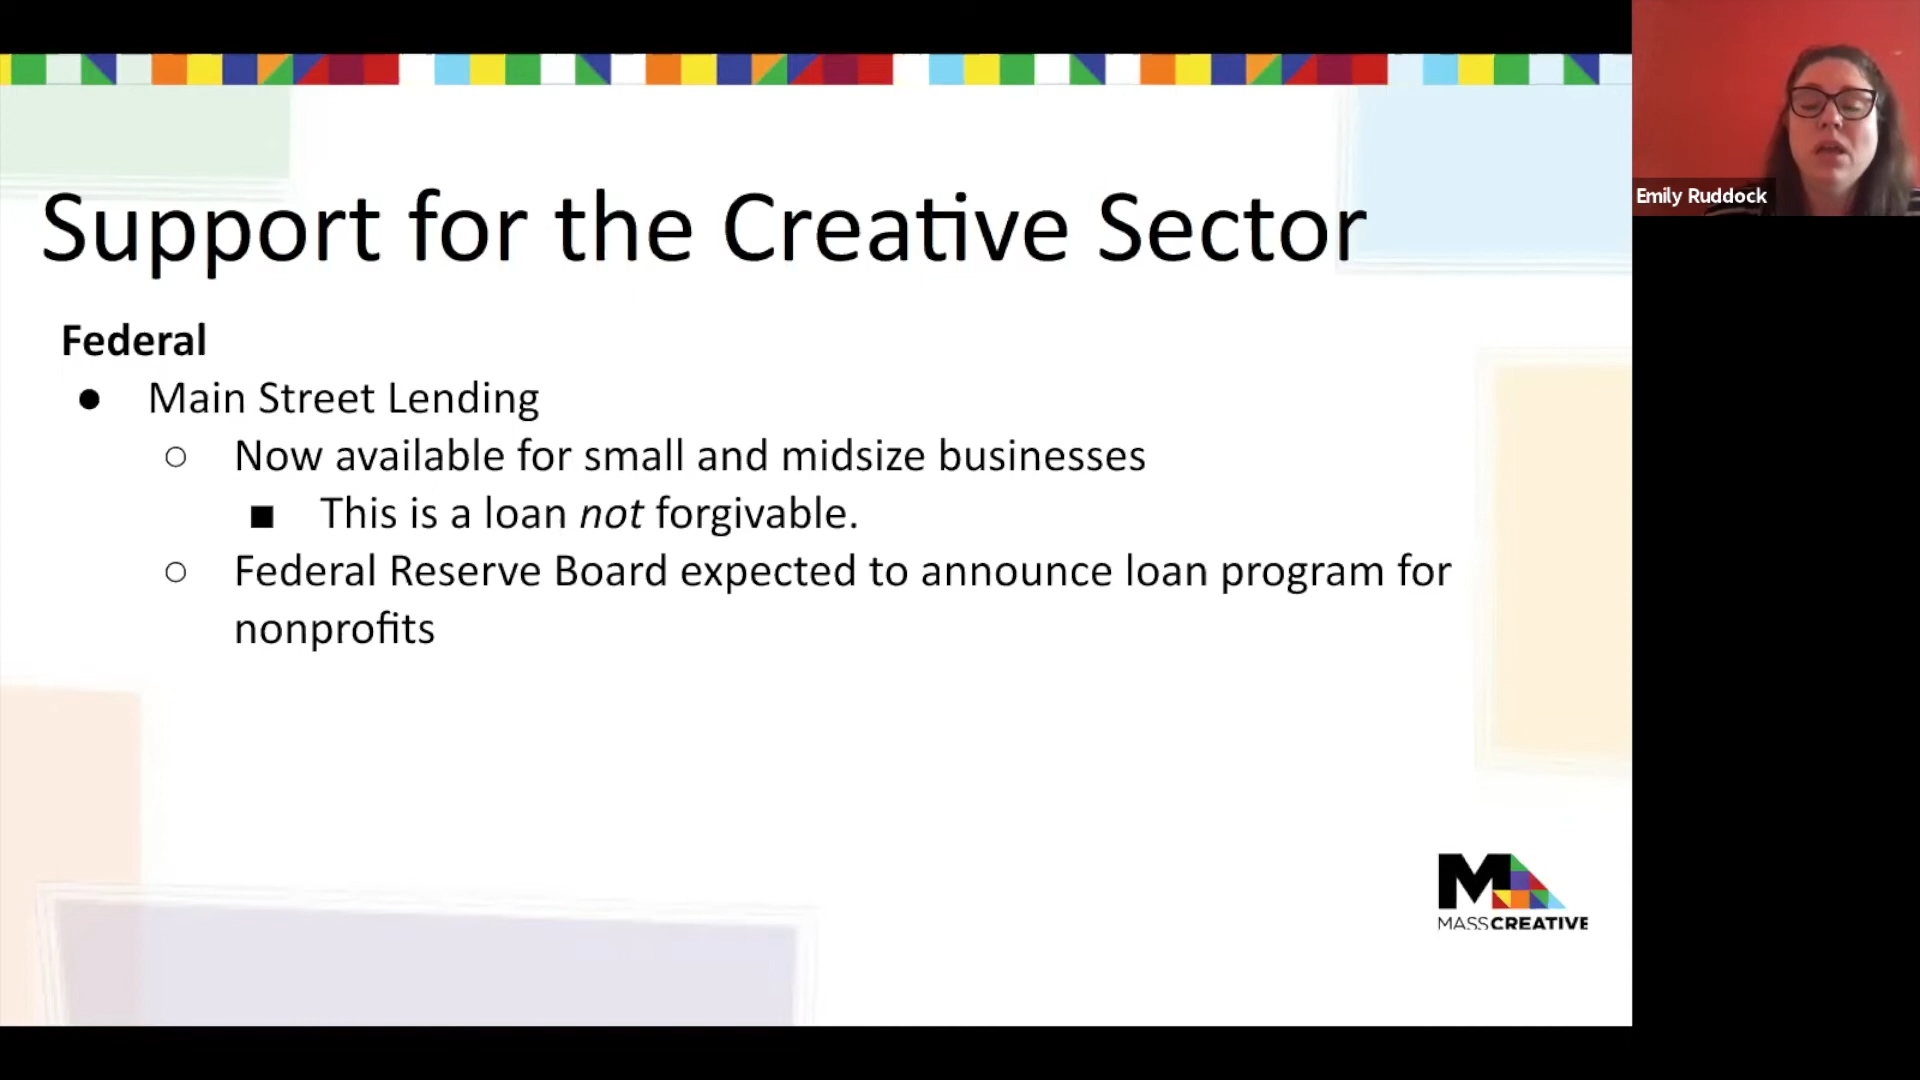 Support for the Creative Sector
Emily Ruddock
Federal
● Main Street Lending
○ Now available for small and midsize businesses
■ This is a loan not forgivable.
○ Federal Reserve Board expected to announce loan program for
nonprofits
M
MASSCREATIVE